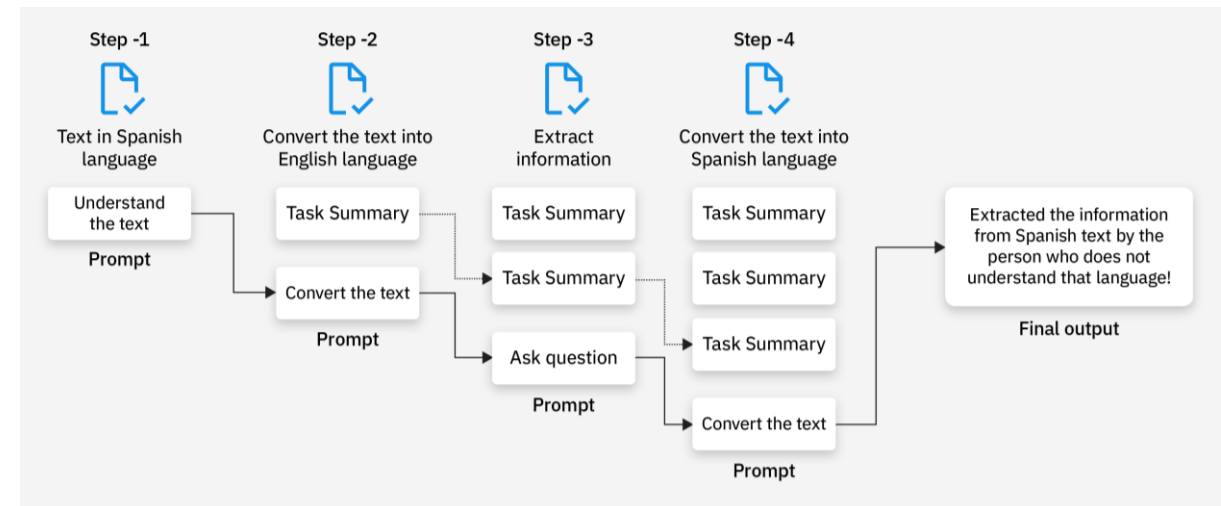 Step -1
Step -2
Step -3
Step -4
Text in Spanish
language
Convert the text into
English language
Extract
information
Convert the text into
Spanish language
Understand
the text
Prompt
Task Summary
Convert the text
Prompt
Task Summary
Task Summary
Ask question
Prompt
Task Summary
Task Summary
Task Summary
Convert the text
Prompt
Extracted the information
from Spanish text by the
person who does not
understand that language!
Final output